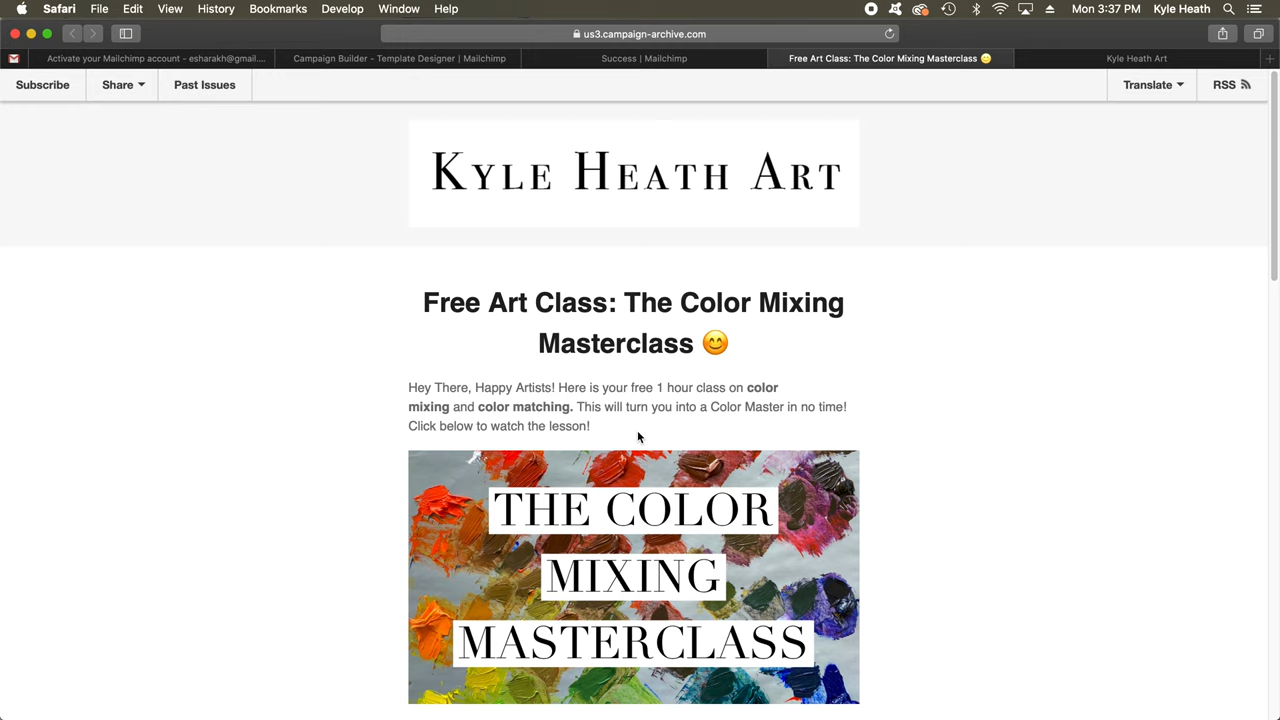 Safari File Edit View History Bookmarks Develop Window Help Mon 3:37 PM Kyle Heath
us3.campaign-archive.com
Activate your Mailchimp account - esharakh@gmail.... Campaign Builder - Template Designer | Mailchimp Success | Mailchimp Free Art Class: The Color Mixing Masterclass 😊 Kyle Heath Art
Subscribe Share Past Issues Translate RSS
Kyle Heath Art
Free Art Class: The Color Mixing
Masterclass 😊
Hey There, Happy Artists! Here is your free 1 hour class on color
mixing and color matching. This will turn you into a Color Master in no time!
Click below to watch the lesson!
THE COLOR
MIXING
MASTERCLASS